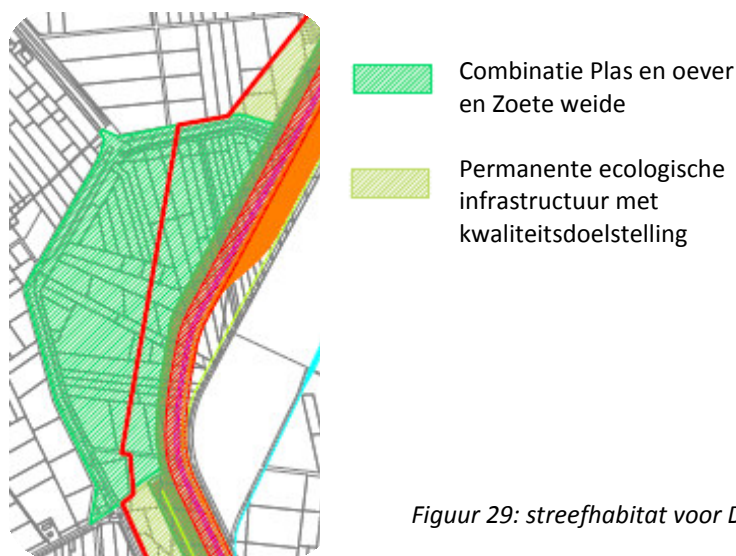 Combinatie Plas en oever
en Zoete weide
Permanente ecologische
infrastructuur met
kwaliteitsdoelstelling
Figuur 29: streefhabitat voor